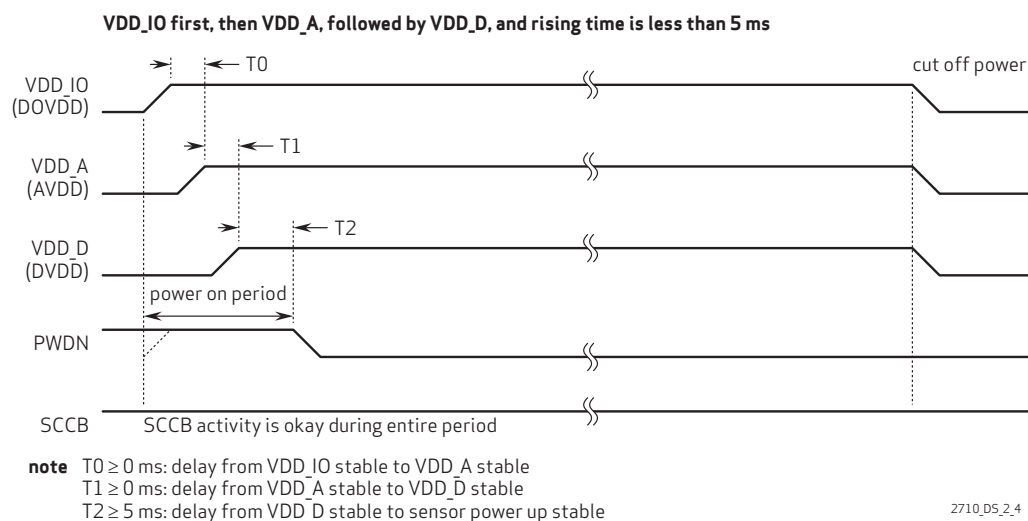 VDD_IO first, then VDD_A, followed by VDD_D, and rising time is less than 5 ms
T0
cut off power
VDD_IO
(DOVDD)
T1
VDD_A
(AVDD)
T2
VDD_D
(DVDD)
power on period
PWDN
SCCB
SCCB activity is okay during entire period
note T0 ≥ 0 ms: delay from VDD_IO stable to VDD_A stable
T1 ≥ 0 ms: delay from VDD_A stable to VDD_D stable
T2 ≥ 5 ms: delay from VDD_D stable to sensor power up stable
2710_DS_2_4